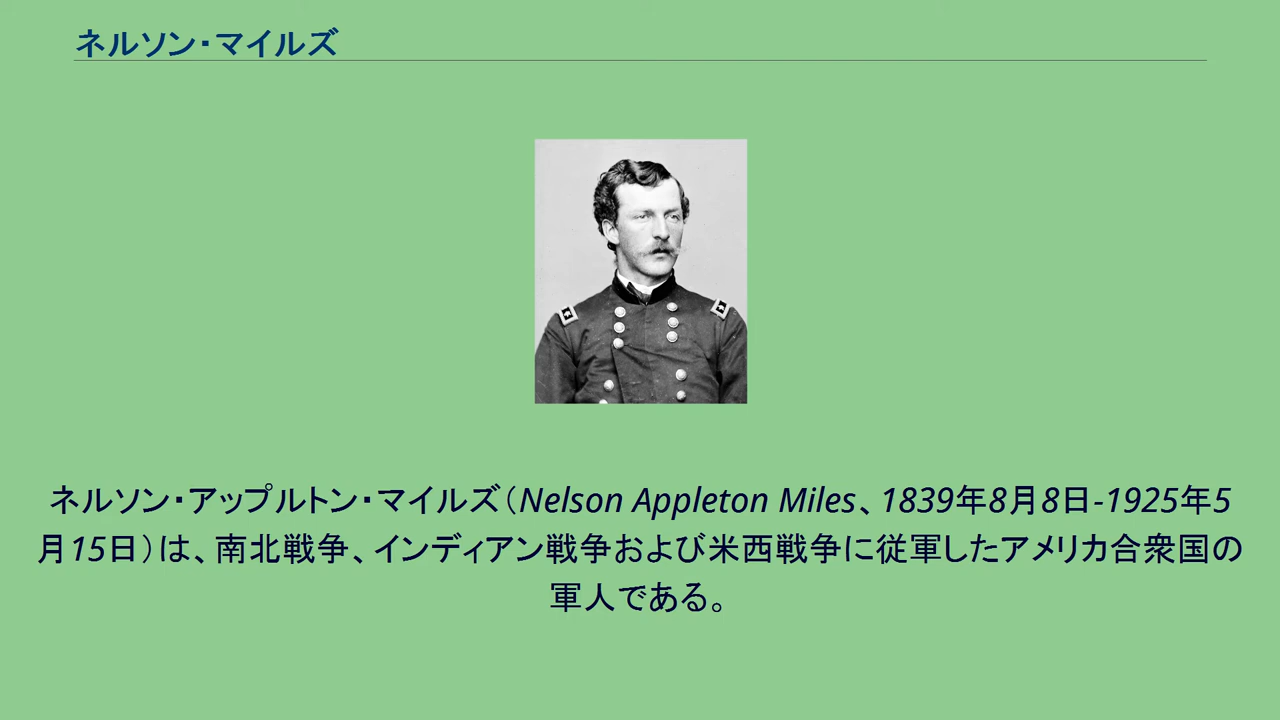 ネルソン・マイルズ
ネルソン・アップルトン・マイルズ（Nelson Appleton Miles、1839年8月8日-1925年5
月15日）は、南北戦争、インディアン戦争および米西戦争に従軍したアメリカ合衆国の
軍人である。